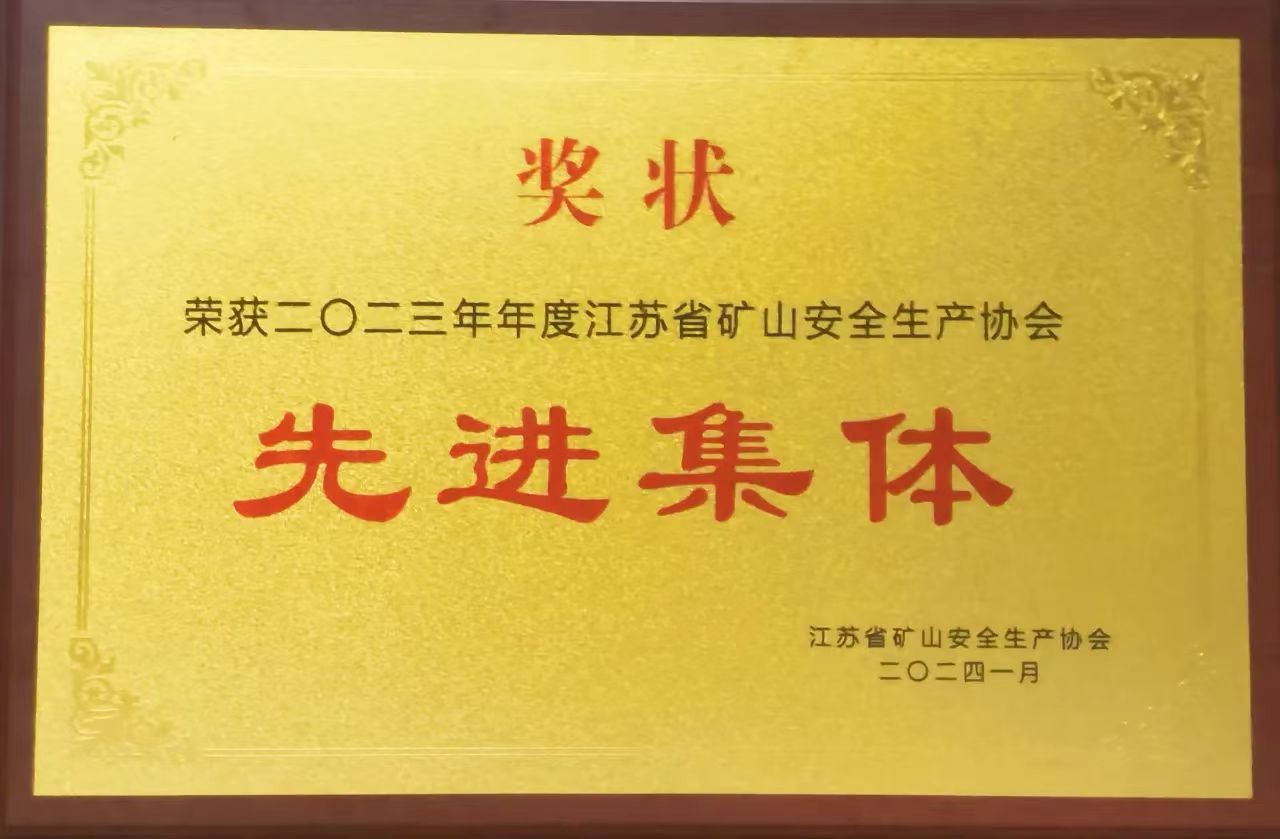 奖状
荣获二〇二三年年度江苏省矿山安全生产协会
先进集体
江苏省矿山安全生产协会
二〇二四一月